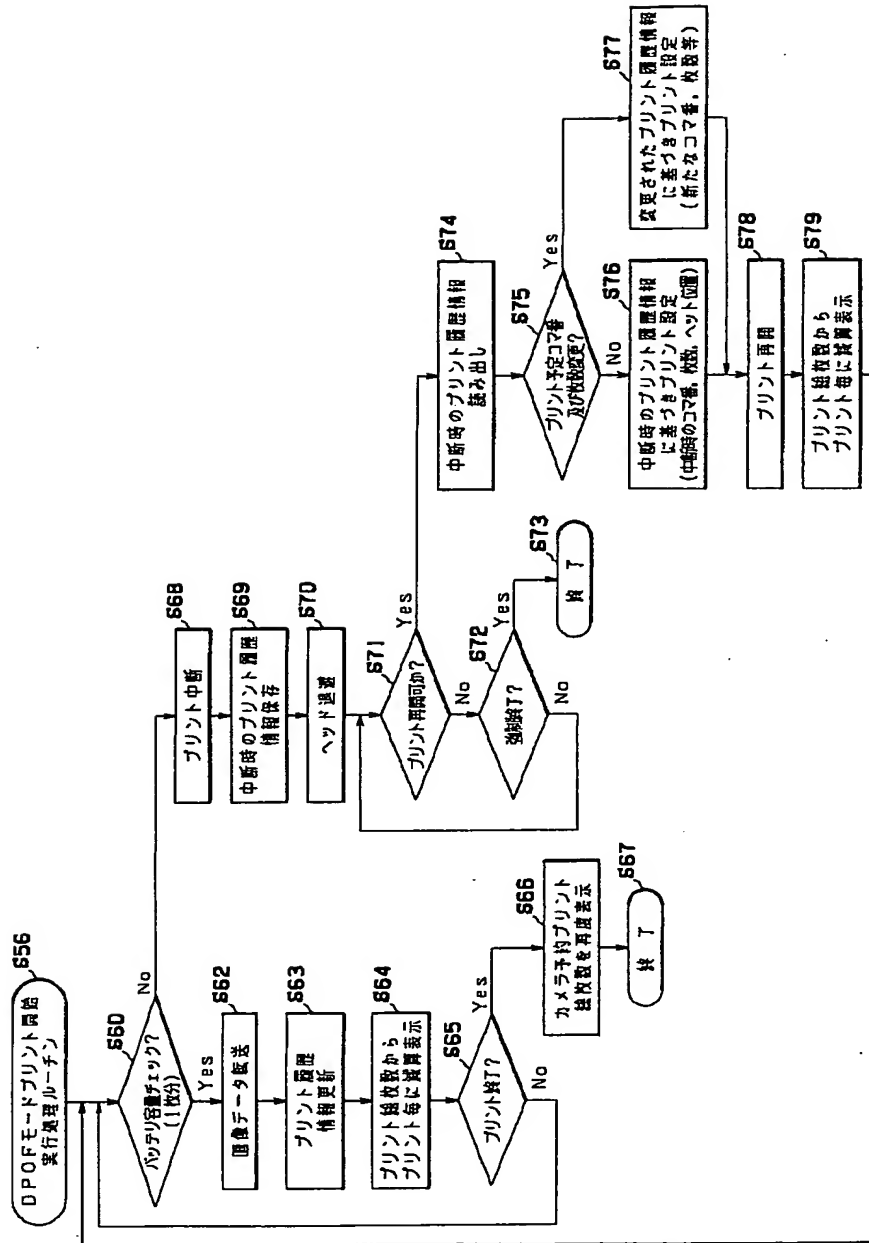 DPOFモードプリント開始
実行処理ルーチン
S56
バッテリ容量チェック?
(1枚分)
S60
No
Yes
画像データ転送
S62
プリント履歴
情報更新
S63
プリント総枚数から
プリント毎に減算表示
S64
プリント終了?
S65
Yes
No
カメラ予約プリント
総枚数を再度表示
S66
終了
S67
プリント中断
S68
中断時のプリント履歴
情報保存
S69
ヘッド退避
S70
プリント再開可か?
S71
Yes
No
強制終了?
S72
Yes
No
終了
S73
中断時のプリント履歴情報
読み出し
S74
プリント予定コマ番
及び枚数変更?
S75
Yes
No
中断時のプリント履歴情報
に基づきプリント設定
(中断時のコマ番,枚数,ヘッド位置)
S76
変更されたプリント履歴情報
に基づきプリント設定
(新たなコマ番,枚数等)
S77
プリント再開
S78
プリント総枚数から
プリント毎に減算表示
S79